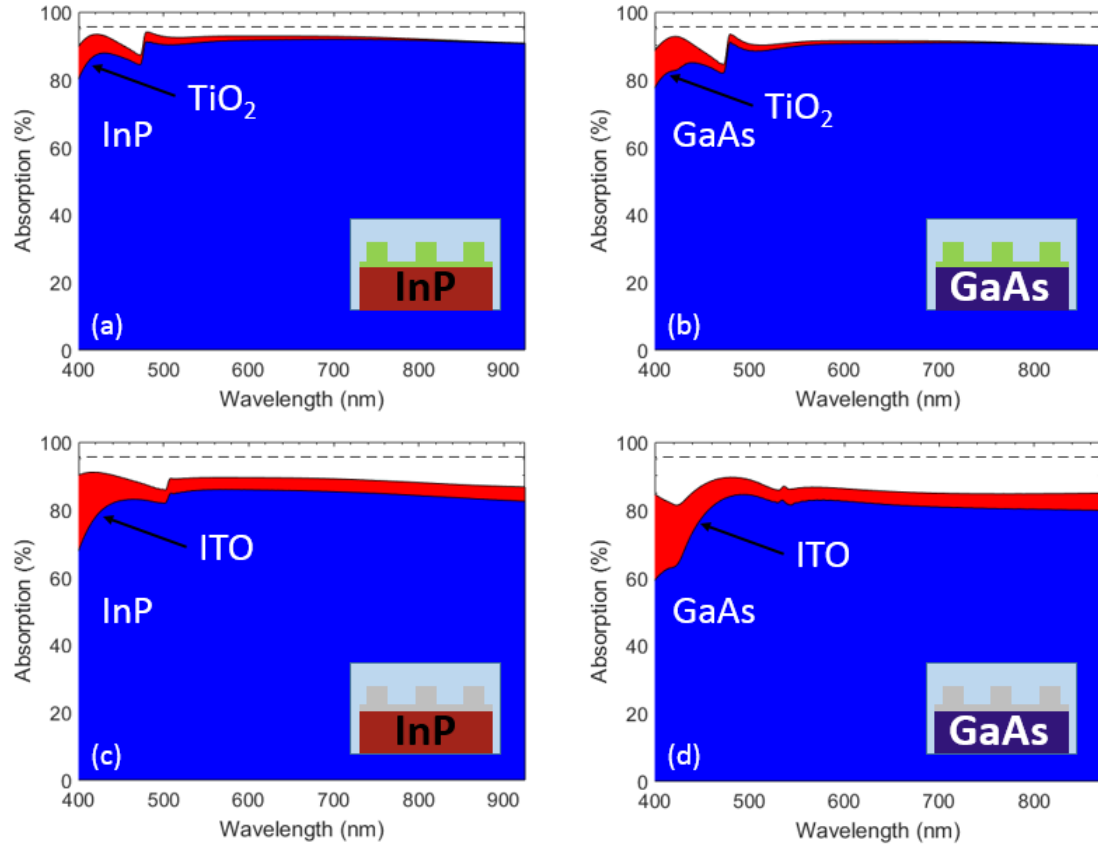 100
80
60
40
20
0
Absorption (%)
TiO₂
InP
InP
(a)
400 500 600 700 800 900
Wavelength (nm)
100
80
60
40
20
0
Absorption (%)
TiO₂
GaAs
GaAs
(b)
400 500 600 700 800
Wavelength (nm)
100
80
60
40
20
0
Absorption (%)
ITO
InP
InP
(c)
400 500 600 700 800 900
Wavelength (nm)
100
80
60
40
20
0
Absorption (%)
ITO
GaAs
GaAs
(d)
400 500 600 700 800
Wavelength (nm)